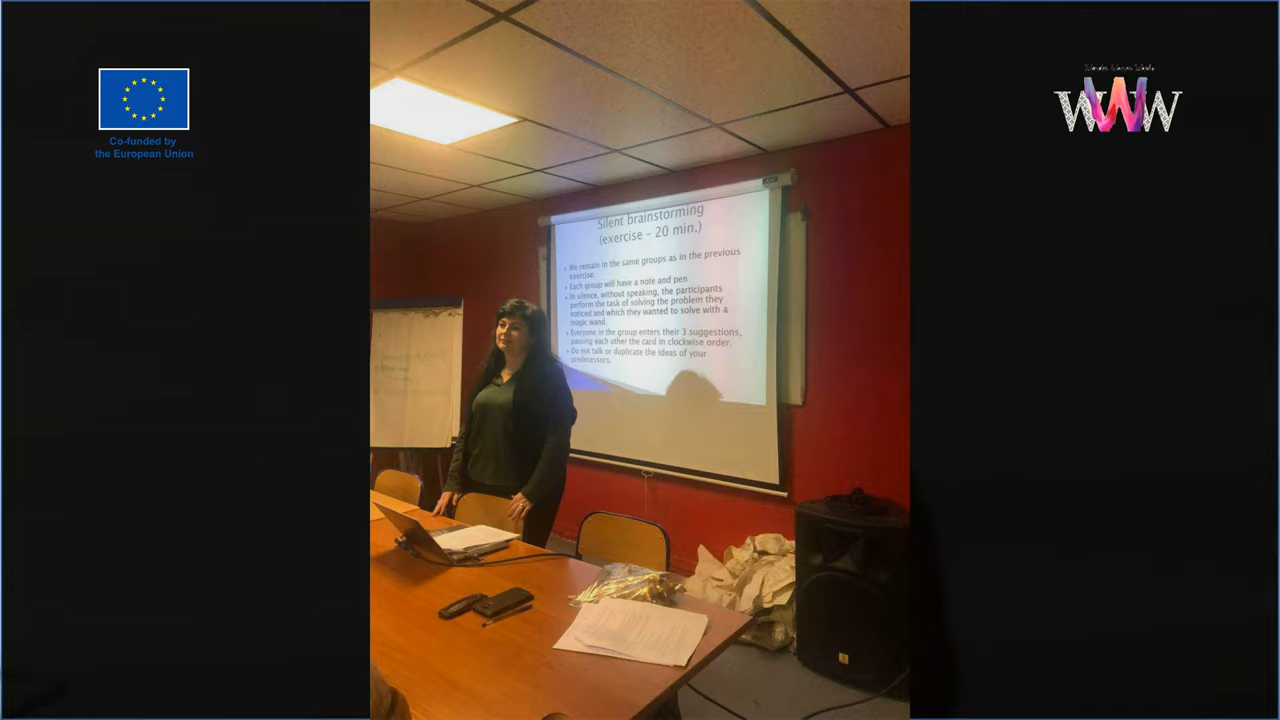 Co-funded by
the European Union
Wonder Women Works
WWW
Silent brainstorming
(exercise – 20 min.)
We remain in the same groups as in the previous
exercise.
Each group will have a note and pen
In silence, without speaking, the participants
perform the task of solving the problem they
noticed and which they wanted to solve with a
magic wand.
Everyone in the group enters their 3 suggestions,
passing each other the card in clockwise order.
Do not talk or duplicate the ideas of your
predecessors.